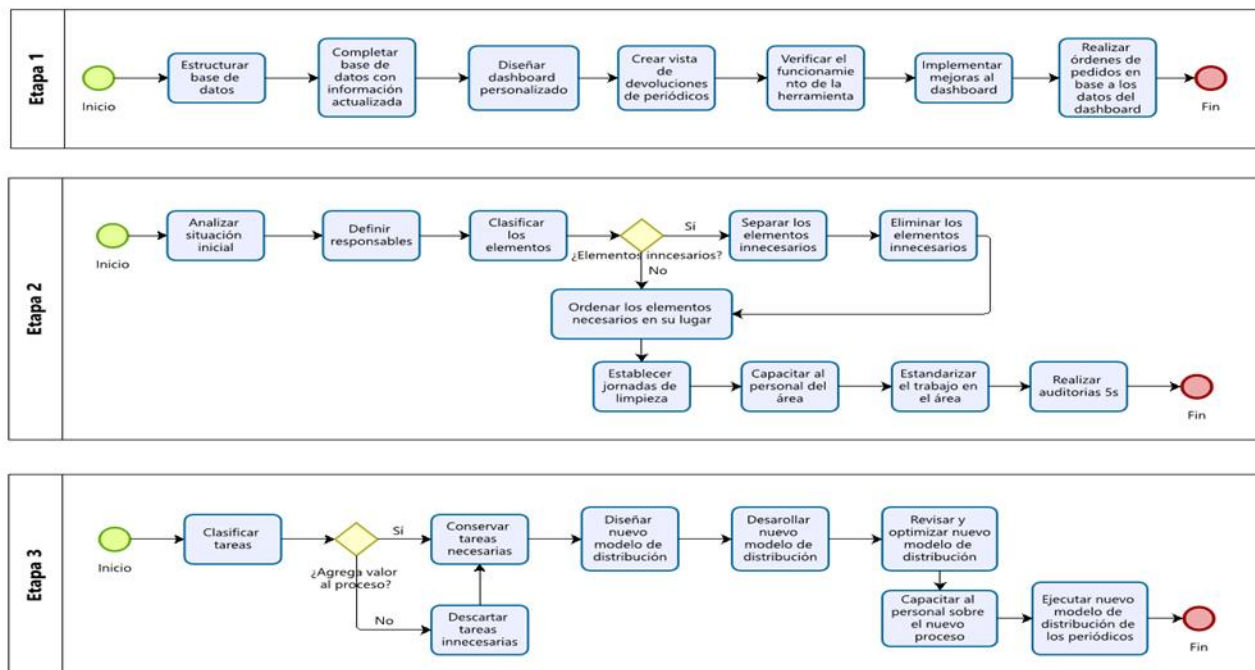 Etapa 1
Inicio
Estructurar
base de
datos
Completar
base de
datos con
información
actualizada
Diseñar
dashboard
personalizado
Crear vista
de
devoluciones
de periódicos
Verificar el
funcionamie
nto de la
herramienta
Implementar
mejoras al
dashboard
Realizar
órdenes de
pedidos en
base a los
datos del
dashboard
Fin
Etapa 2
Inicio
Analizar
situación
inicial
Definir
responsables
Clasificar
los
elementos
¿Elementos inncesarios?
Sí
Separar los
elementos
innecesarios
Eliminar los
elementos
innecesarios
No
Ordenar los elementos
necesarios en su lugar
Establecer
jornadas de
limpieza
Capacitar al
personal del
área
Estandarizar
el trabajo en
el área
Realizar
auditorias 5s
Fin
Etapa 3
Inicio
Clasificar
tareas
¿Agrega valor
al proceso?
Sí
Conservar
tareas
necesarias
No
Descartar
tareas
innecesarias
Diseñar
nuevo
modelo de
distribución
Desarollar
nuevo
modelo de
distribución
Revisar y
optimizar nuevo
modelo de
distribución
Capacitar al
personal sobre
el nuevo
proceso
Ejecutar nuevo
modelo de
distribución de
los periódicos
Fin